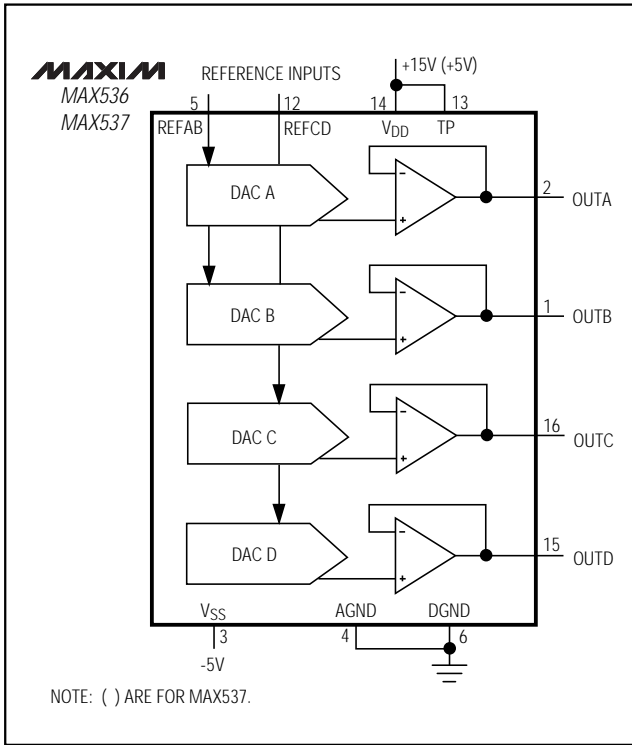 +15V (+5V)
MAXIM
REFERENCE INPUTS
MAX536
MAX537
5
12
14
13
REFAB
REFCD
VDD
TP
DAC A
-
+
2
OUTA
DAC B
-
+
1
OUTB
DAC C
-
+
16
OUTC
DAC D
-
+
15
OUTD
VSS
AGND
DGND
3
4
6
-5V
NOTE: ( ) ARE FOR MAX537.